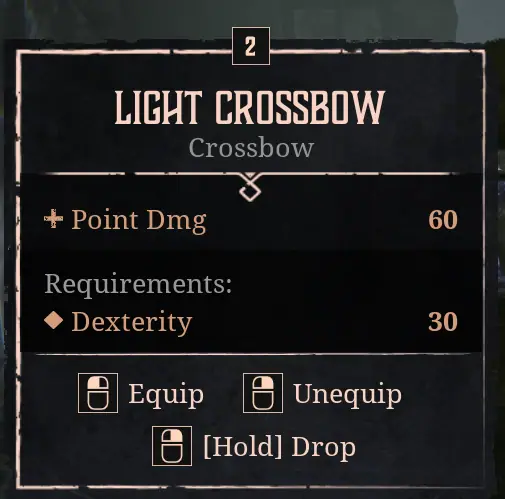 2
LIGHT CROSSBOW
Crossbow
Point Dmg 60
Requirements:
Dexterity 30
Equip Unequip
[Hold] Drop